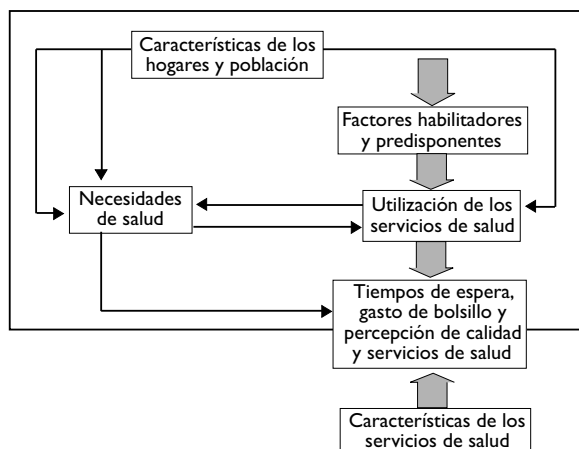 Características de los
hogares y población
Factores habilitadores
y predisponentes
Necesidades
de salud
Utilización de los
servicios de salud
Tiempos de espera,
gasto de bolsillo y
percepción de calidad
y servicios de salud
Características de los
servicios de salud